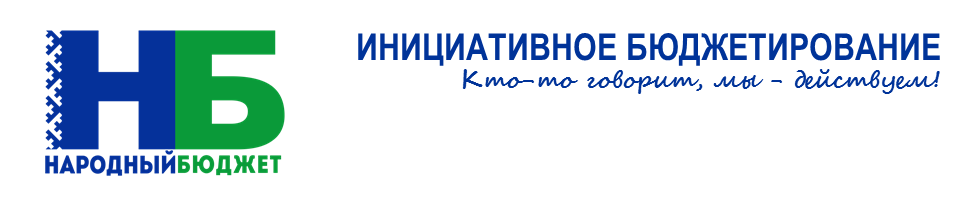 НБ
НАРОДНЫЙБЮДЖЕТ
ИНИЦИАТИВНОЕ БЮДЖЕТИРОВАНИЕ
Кто-то говорит, мы - действуем!